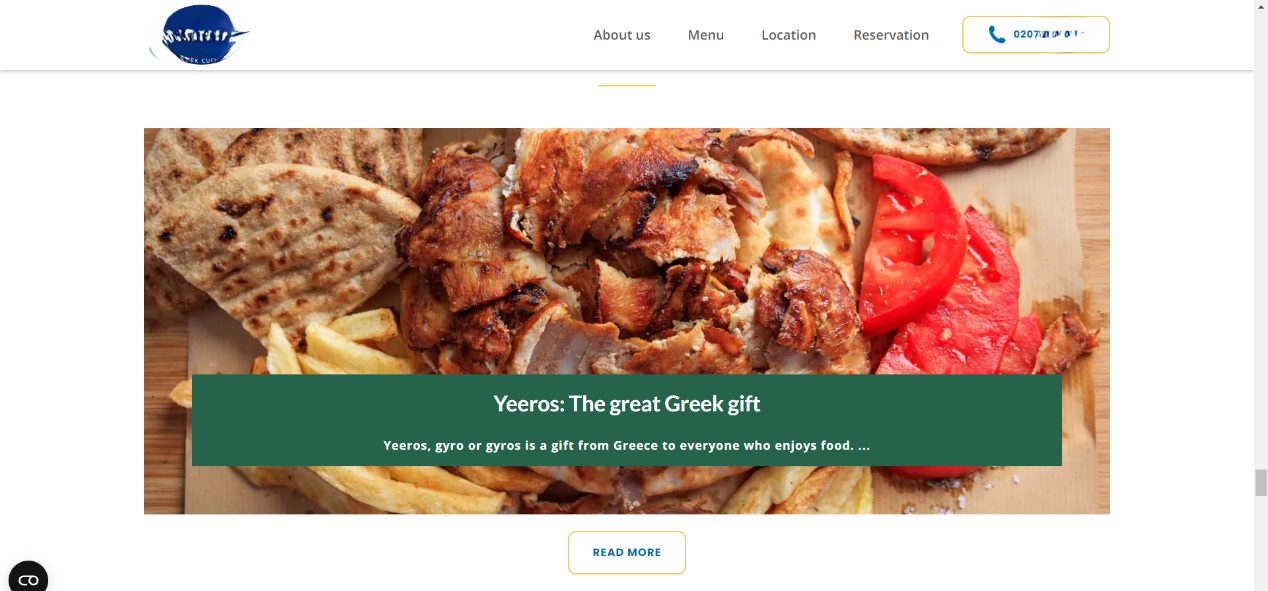 About us
Menu
Location
Reservation
Yeeros: The great Greek gift
Yeeros, gyro or gyros is a gift from Greece to everyone who enjoys food. ...
READ MORE